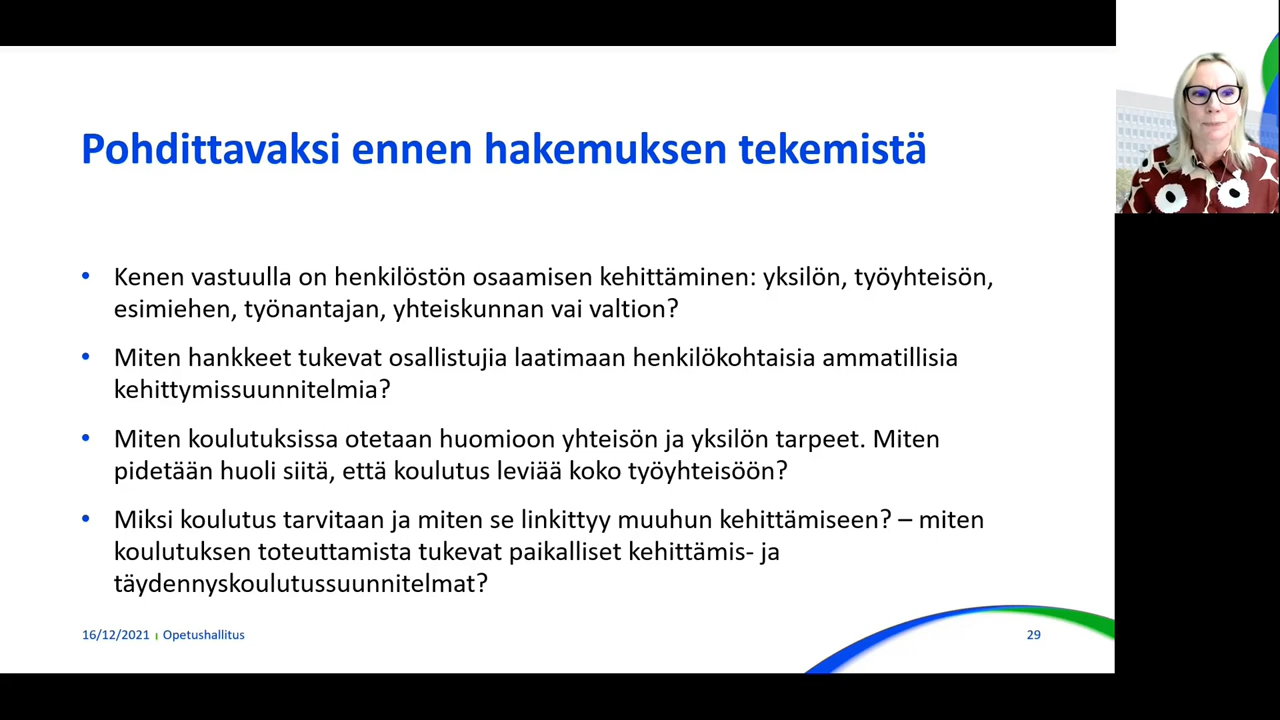 Pohdittavaksi ennen hakemuksen tekemistä
• Kenen vastuulla on henkilöstön osaamisen kehittäminen: yksilön, työyhteisön,
esimiehen, työnantajan, yhteiskunnan vai valtion?
• Miten hankkeet tukevat osallistujia laatimaan henkilökohtaisia ammatillisia
kehittymissuunnitelmia?
• Miten koulutuksissa otetaan huomioon yhteisön ja yksilön tarpeet. Miten
pidetään huoli siitä, että koulutus leviää koko työyhteisöön?
• Miksi koulutus tarvitaan ja miten se linkittyy muuhun kehittämiseen? – miten
koulutuksen toteuttamista tukevat paikalliset kehittämis- ja
täydennyskoulutussuunnitelmat?
16/12/2021 ı Opetushallitus 29